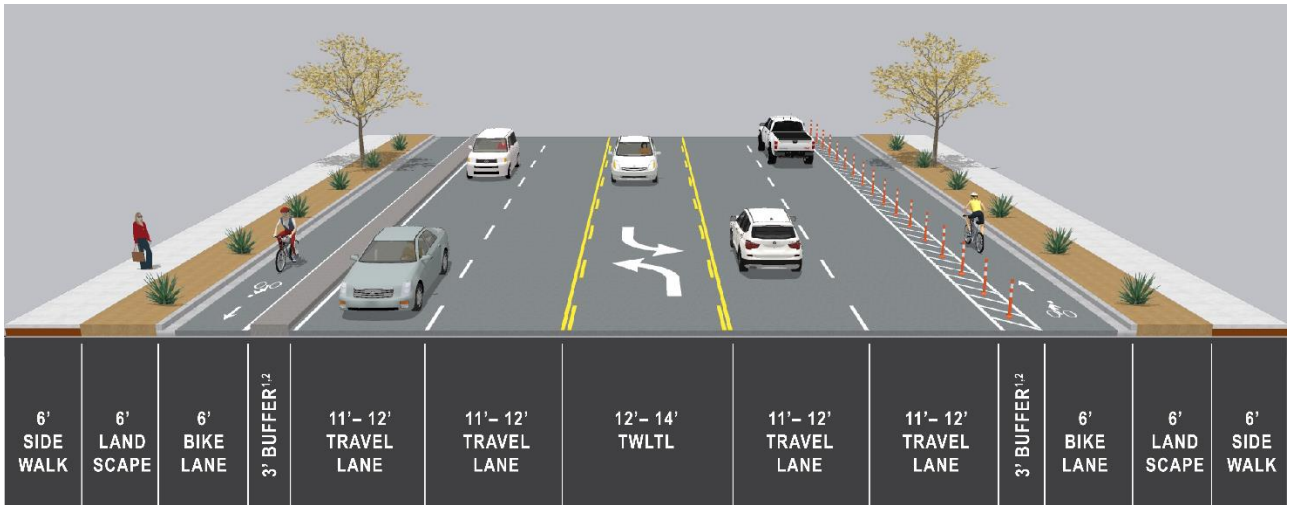 6'
SIDE
WALK
6'
LAND
SCAPE
6'
BIKE
LANE
3' BUFFER¹·²
11'– 12'
TRAVEL
LANE
11'– 12'
TRAVEL
LANE
12'– 14'
TWLTL
11'– 12'
TRAVEL
LANE
11'– 12'
TRAVEL
LANE
3' BUFFER¹·²
6'
BIKE
LANE
6'
LAND
SCAPE
6'
SIDE
WALK